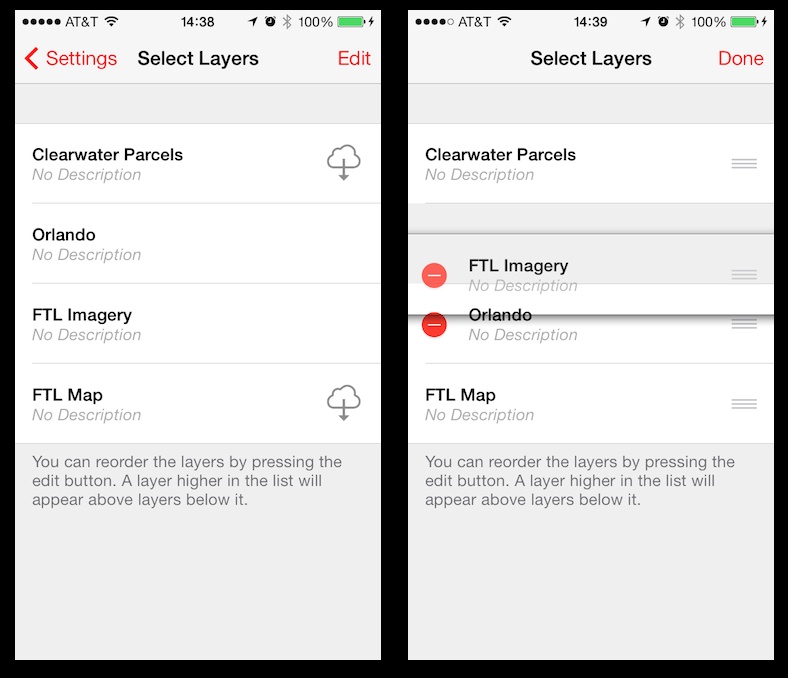 AT&T 14:38 100%
Settings Select Layers Edit
Clearwater Parcels
No Description
Orlando
No Description
FTL Imagery
No Description
FTL Map
No Description
You can reorder the layers by pressing the
edit button. A layer higher in the list will
appear above layers below it.
AT&T 14:39 100%
Select Layers Done
Clearwater Parcels
No Description
FTL Imagery
No Description
Orlando
No Description
FTL Map
No Description
You can reorder the layers by pressing the
edit button. A layer higher in the list will
appear above layers below it.